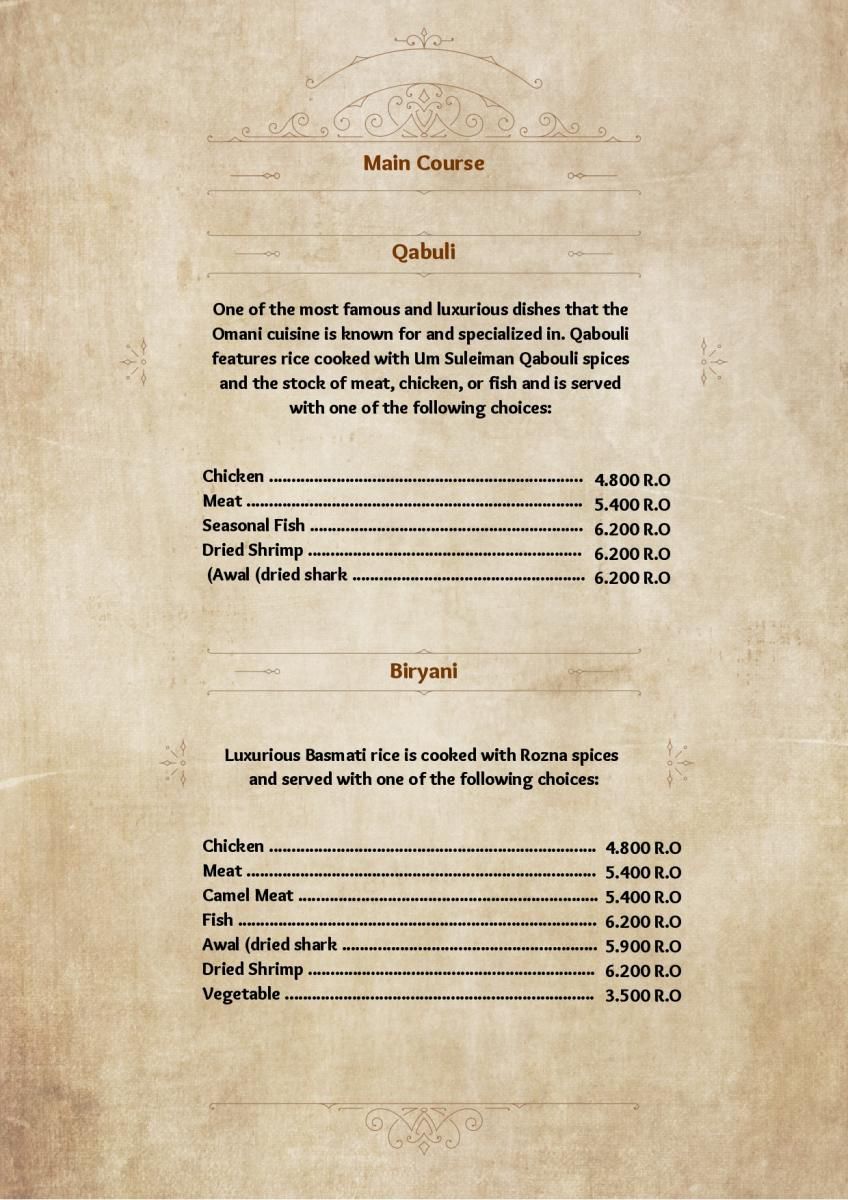 Main Course
Qabuli
One of the most famous and luxurious dishes that the
Omani cuisine is known for and specialized in. Qabouli
features rice cooked with Um Suleiman Qabouli spices
and the stock of meat, chicken, or fish and is served
with one of the following choices:
Chicken ...................................................................... 4.800 R.O
Meat ........................................................................... 5.400 R.O
Seasonal Fish ............................................................. 6.200 R.O
Dried Shrimp ............................................................. 6.200 R.O
(Awal (dried shark .................................................... 6.200 R.O
Biryani
Luxurious Basmati rice is cooked with Rozna spices
and served with one of the following choices:
Chicken ......................................................................... 4.800 R.O
Meat .............................................................................. 5.400 R.O
Camel Meat ................................................................... 5.400 R.O
Fish ................................................................................ 6.200 R.O
Awal (dried shark ......................................................... 5.900 R.O
Dried Shrimp ................................................................ 6.200 R.O
Vegetable ..................................................................... 3.500 R.O